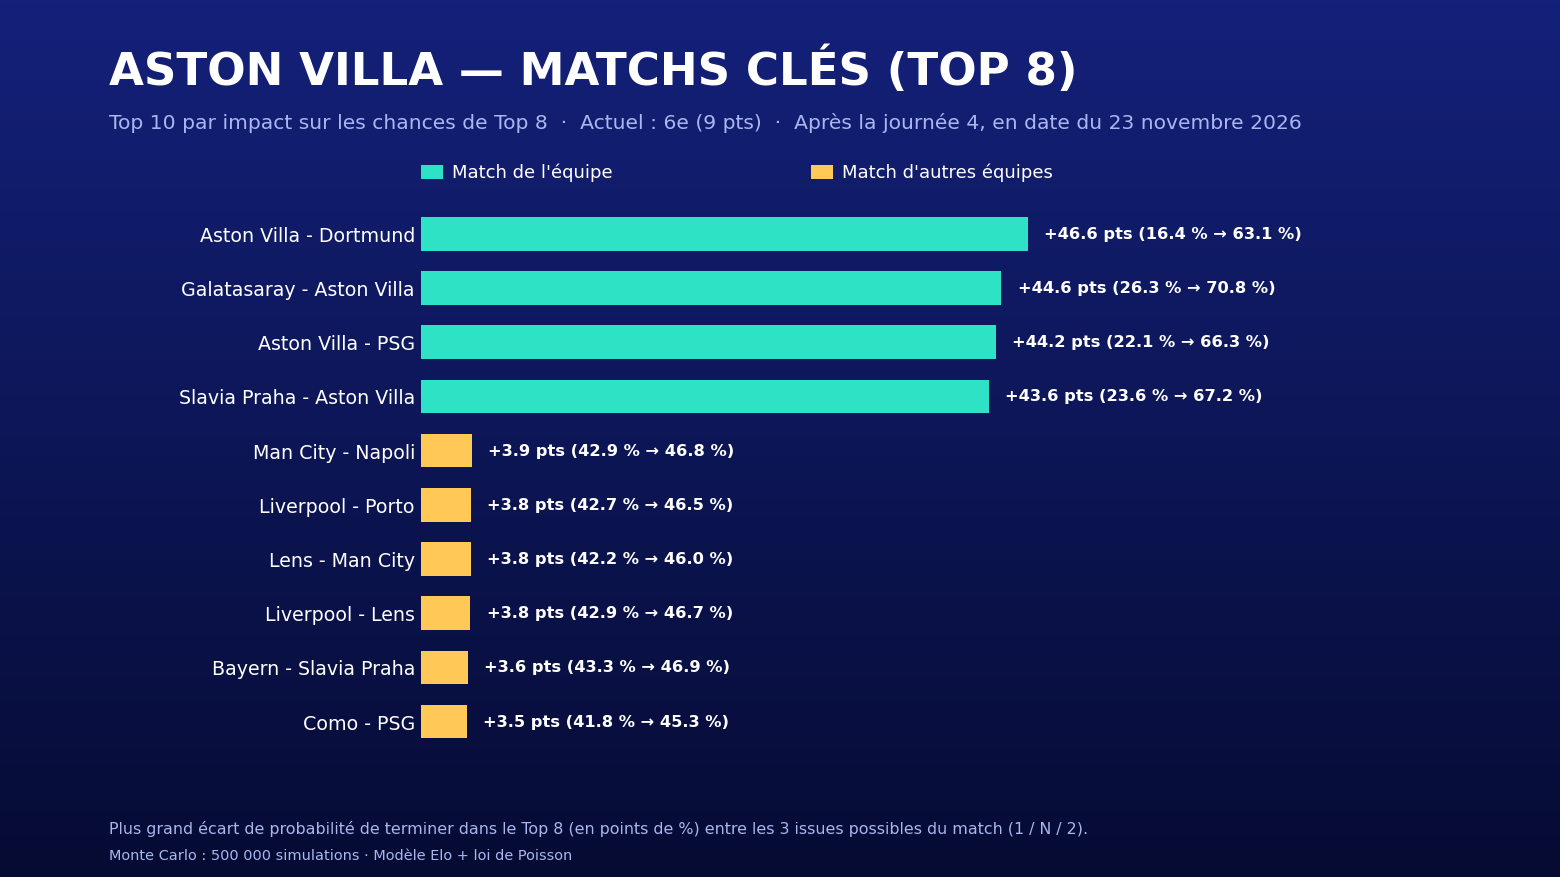 ASTON VILLA — MATCHS CLÉS (TOP 8)
Top 10 par impact sur les chances de Top 8 · Actuel : 6e (9 pts) · Après la journée 4, en date du 23 novembre 2026
Match de l'équipe Match d'autres équipes
Aston Villa - Dortmund +46.6 pts (16.4 % → 63.1 %)
Galatasaray - Aston Villa +44.6 pts (26.3 % → 70.8 %)
Aston Villa - PSG +44.2 pts (22.1 % → 66.3 %)
Slavia Praha - Aston Villa +43.6 pts (23.6 % → 67.2 %)
Man City - Napoli +3.9 pts (42.9 % → 46.8 %)
Liverpool - Porto +3.8 pts (42.7 % → 46.5 %)
Lens - Man City +3.8 pts (42.2 % → 46.0 %)
Liverpool - Lens +3.8 pts (42.9 % → 46.7 %)
Bayern - Slavia Praha +3.6 pts (43.3 % → 46.9 %)
Como - PSG +3.5 pts (41.8 % → 45.3 %)
Plus grand écart de probabilité de terminer dans le Top 8 (en points de %) entre les 3 issues possibles du match (1 / N / 2).
Monte Carlo : 500 000 simulations · Modèle Elo + loi de Poisson